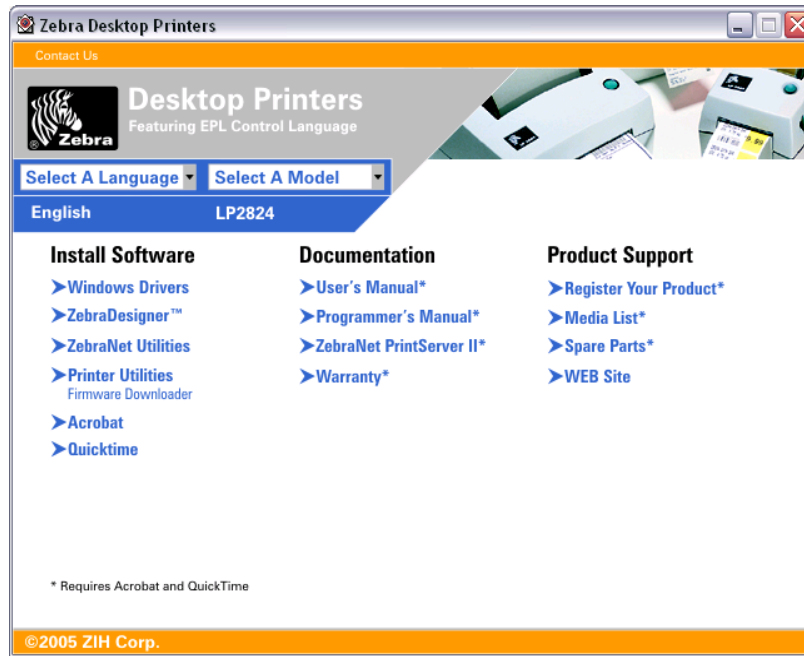 Zebra Desktop Printers
Contact Us
Desktop Printers
Featuring EPL Control Language
Zebra
®
Select A Language
Select A Model
English
LP2824
Install Software
Windows Drivers
ZebraDesigner™
ZebraNet Utilities
Printer Utilities
Firmware Downloader
Acrobat
Quicktime
Documentation
User's Manual*
Programmer's Manual*
ZebraNet PrintServer II*
Warranty*
Product Support
Register Your Product*
Media List*
Spare Parts*
WEB Site
* Requires Acrobat and QuickTime
©2005 ZIH Corp.